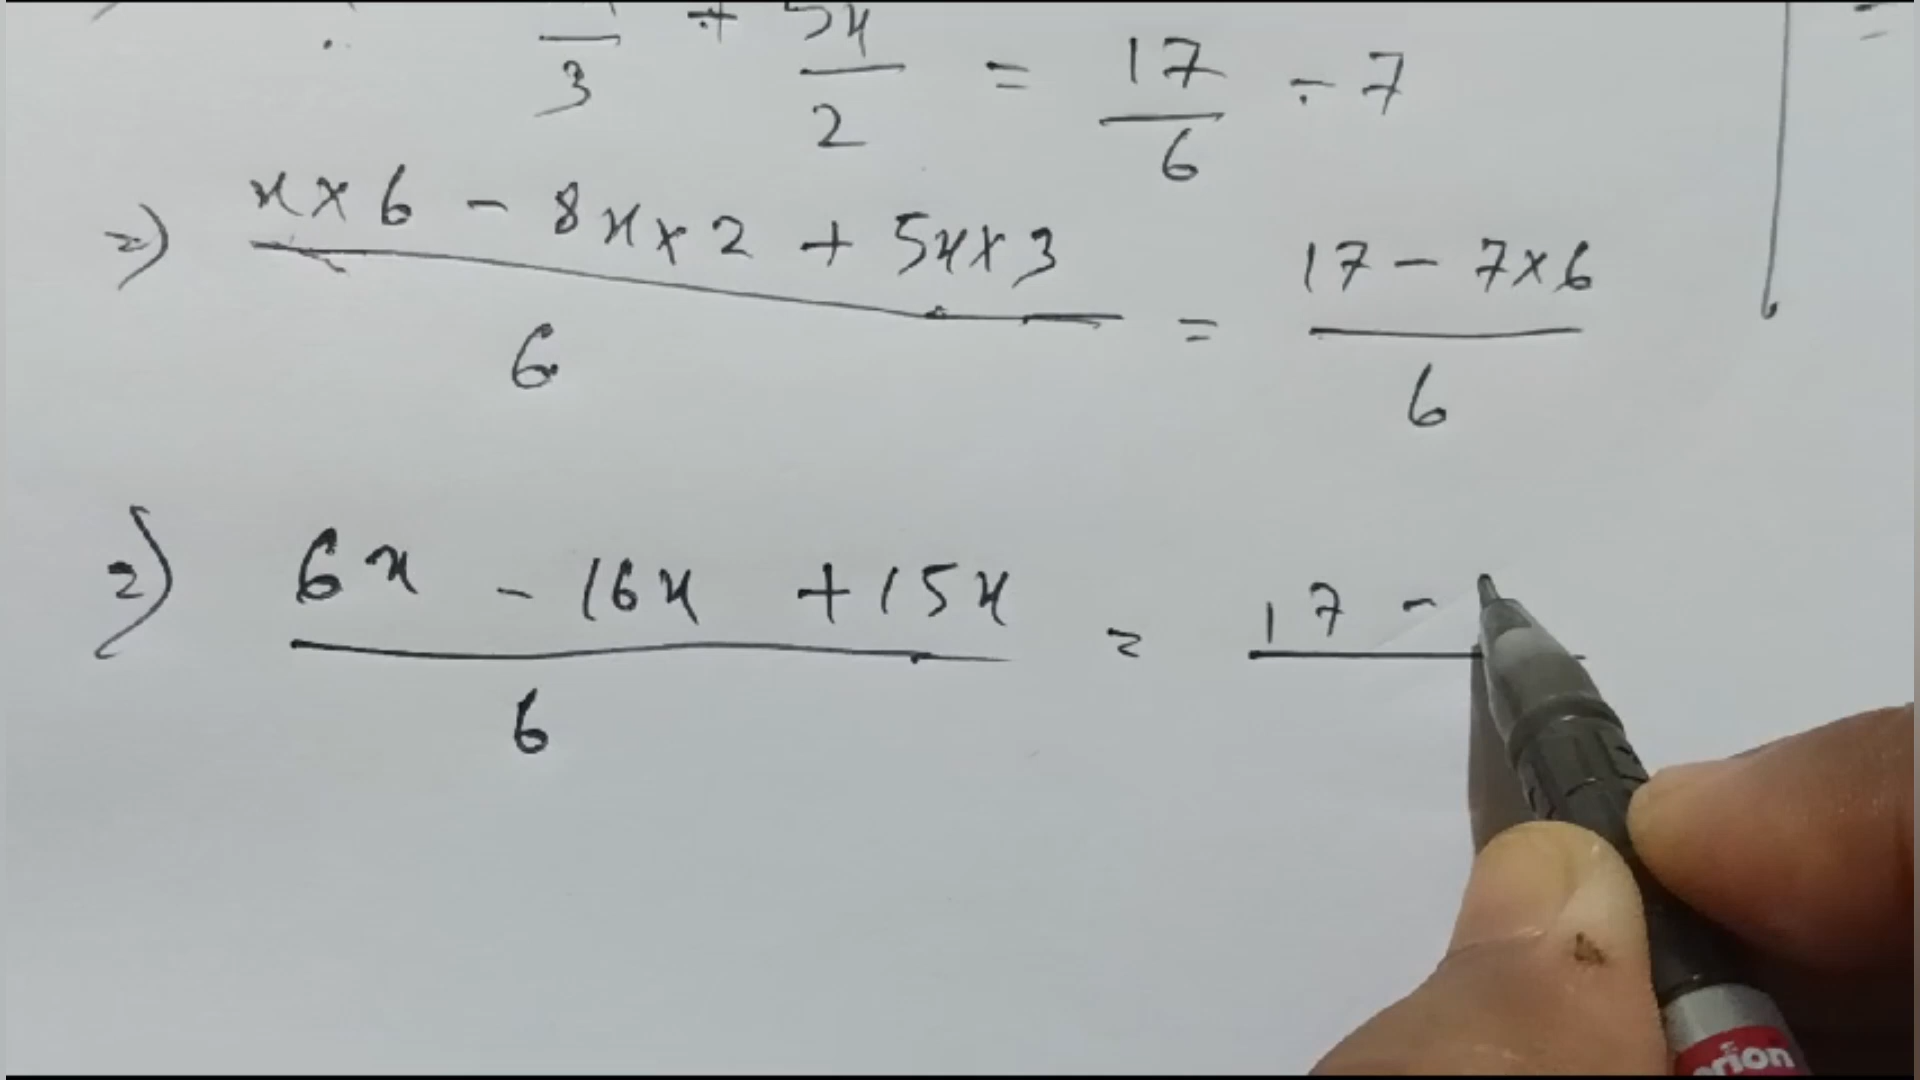 /3 + 5x/2 = 17/6 - 7
=) (x×6 - 8x×2 + 5x×3)/6 = (17 - 7×6)/6
=) (6x - 16x + 15x)/6 = 17 -
=
orion